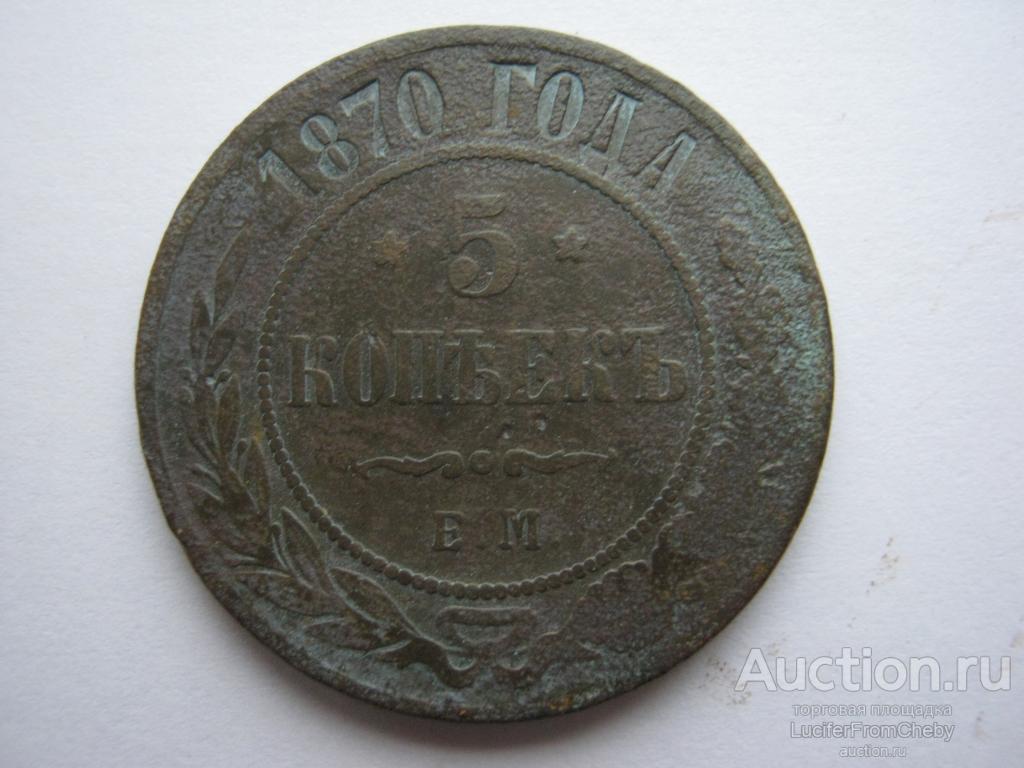 1870 ГОДА
5
КОПѢЕКЪ
Е.М.
Auction.ru
торговая площадка
LuciferFromCheby
auction.ru